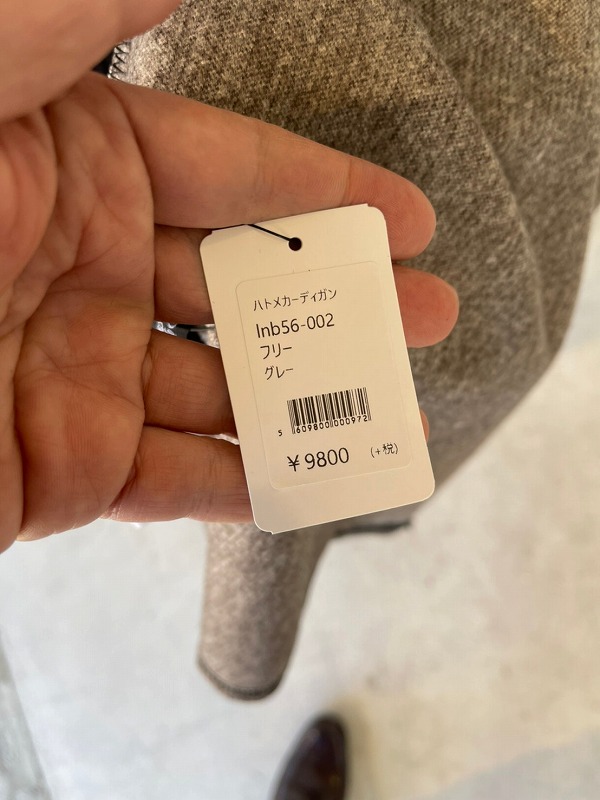 ハトメカーディガン
lnb56-002
フリー
グレー
5 609800 000972
¥9800 (+税)